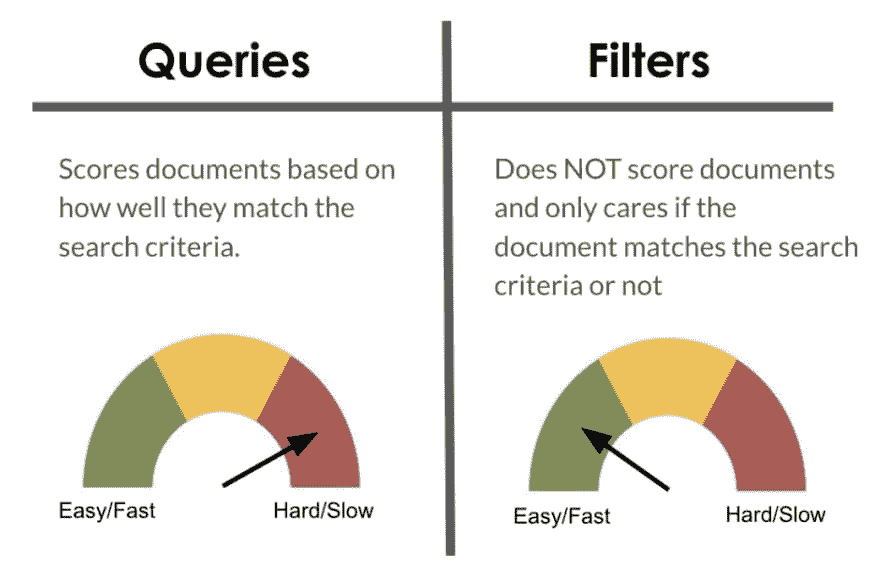 Queries
Scores documents based on
how well they match the
search criteria.
Easy/Fast
Hard/Slow
Filters
Does NOT score documents
and only cares if the
document matches the search
criteria or not
Easy/Fast
Hard/Slow